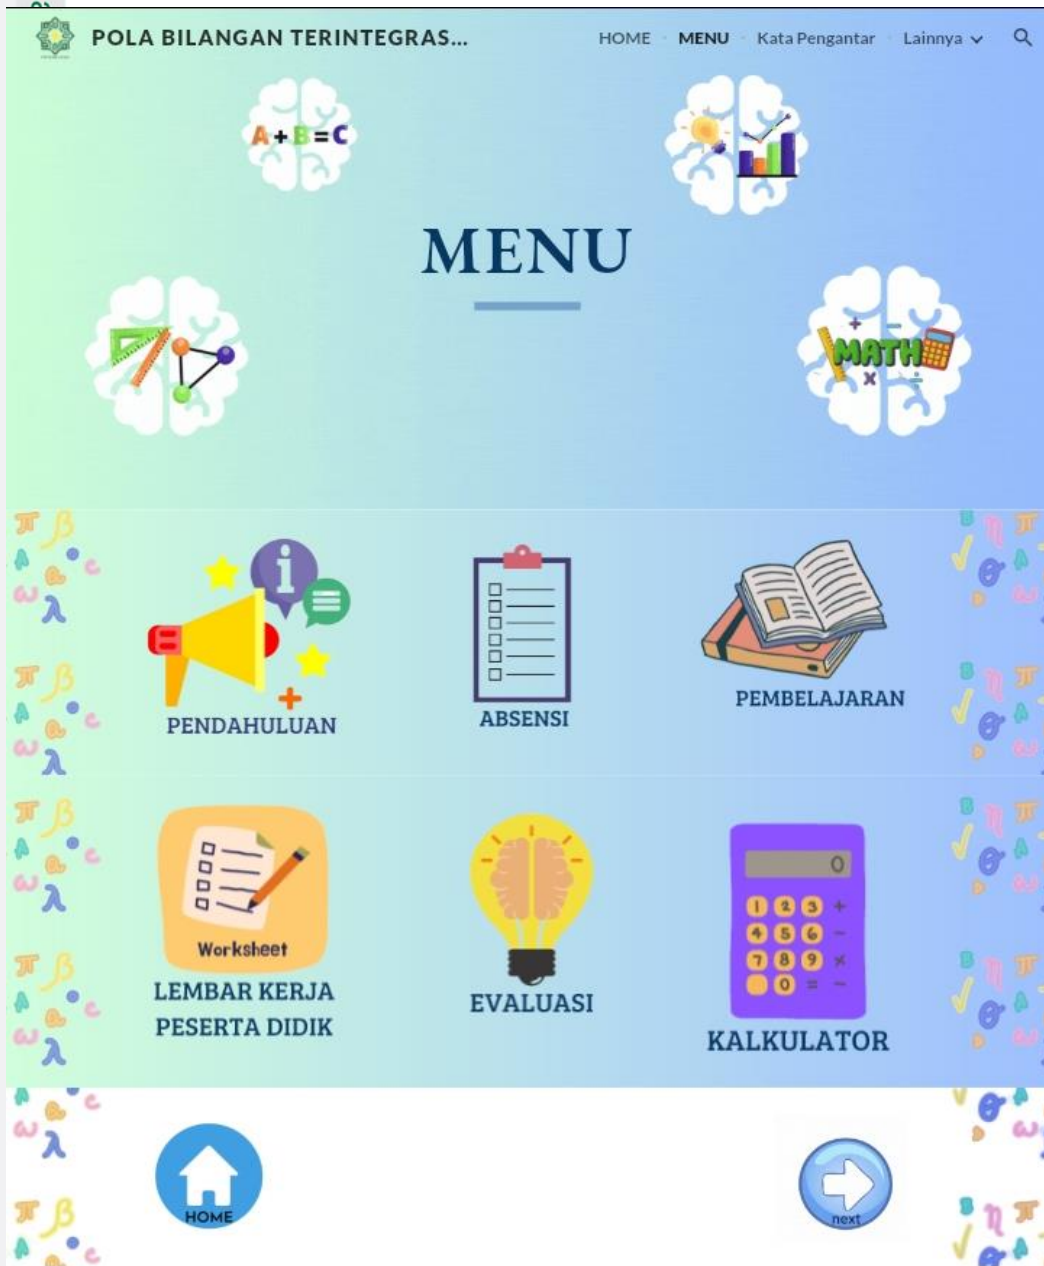 POLA BILANGAN TERINTEGRAS...
HOME MENU Kata Pengantar Lainnya
A + B = C
MENU
MATH
PENDAHULUAN
ABSENSI
PEMBELAJARAN
Worksheet
LEMBAR KERJA
PESERTA DIDIK
EVALUASI
0
1 2 3 +
4 5 6 -
7 8 9 x
0 = -
KALKULATOR
HOME
next